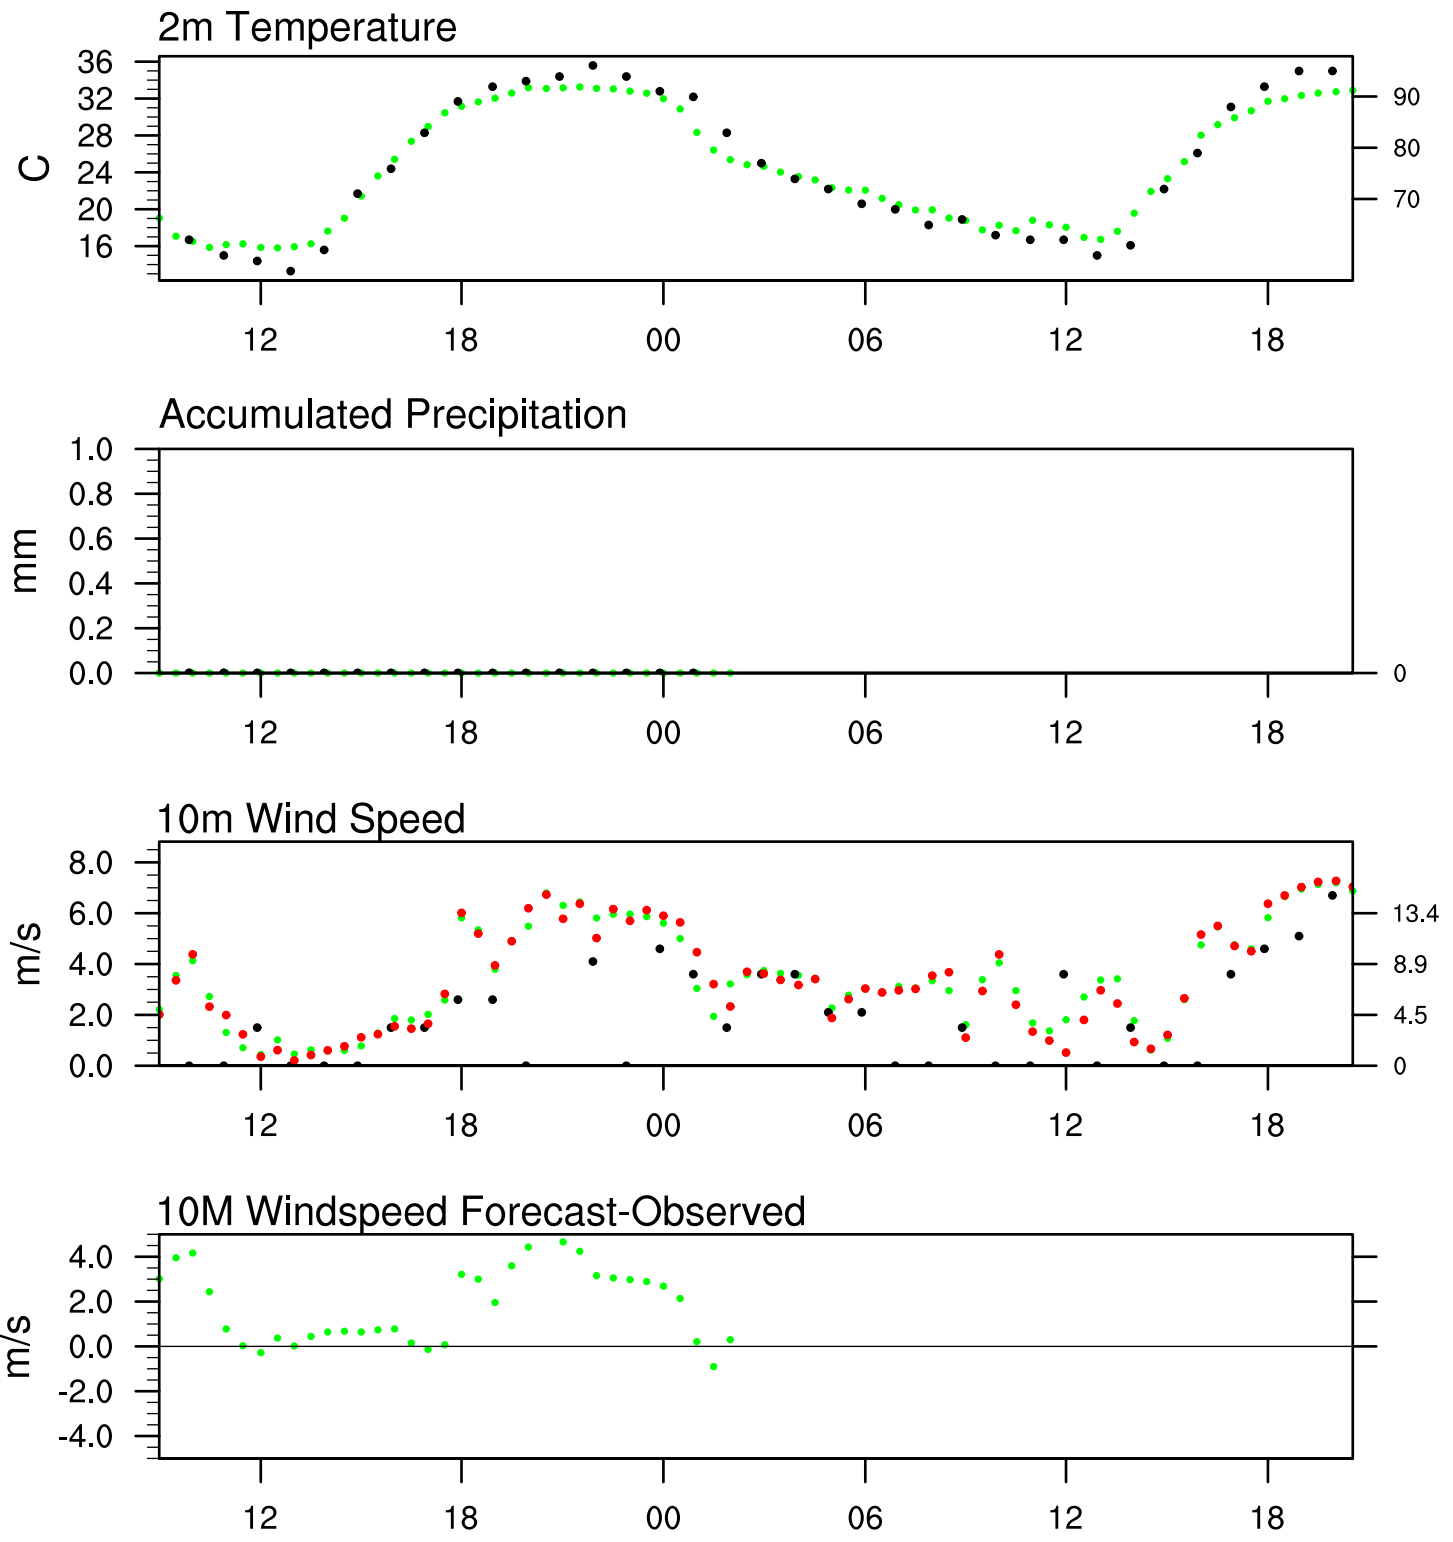 2m Temperature
36
32
28
24
20
16
C
90
80
70
12 18 00 06 12 18
Accumulated Precipitation
1.0
0.8
0.6
0.4
0.2
0.0
mm
0
12 18 00 06 12 18
10m Wind Speed
8.0
6.0
4.0
2.0
0.0
m/s
13.4
8.9
4.5
0
12 18 00 06 12 18
10M Windspeed Forecast-Observed
4.0
2.0
0.0
-2.0
-4.0
m/s
12 18 00 06 12 18